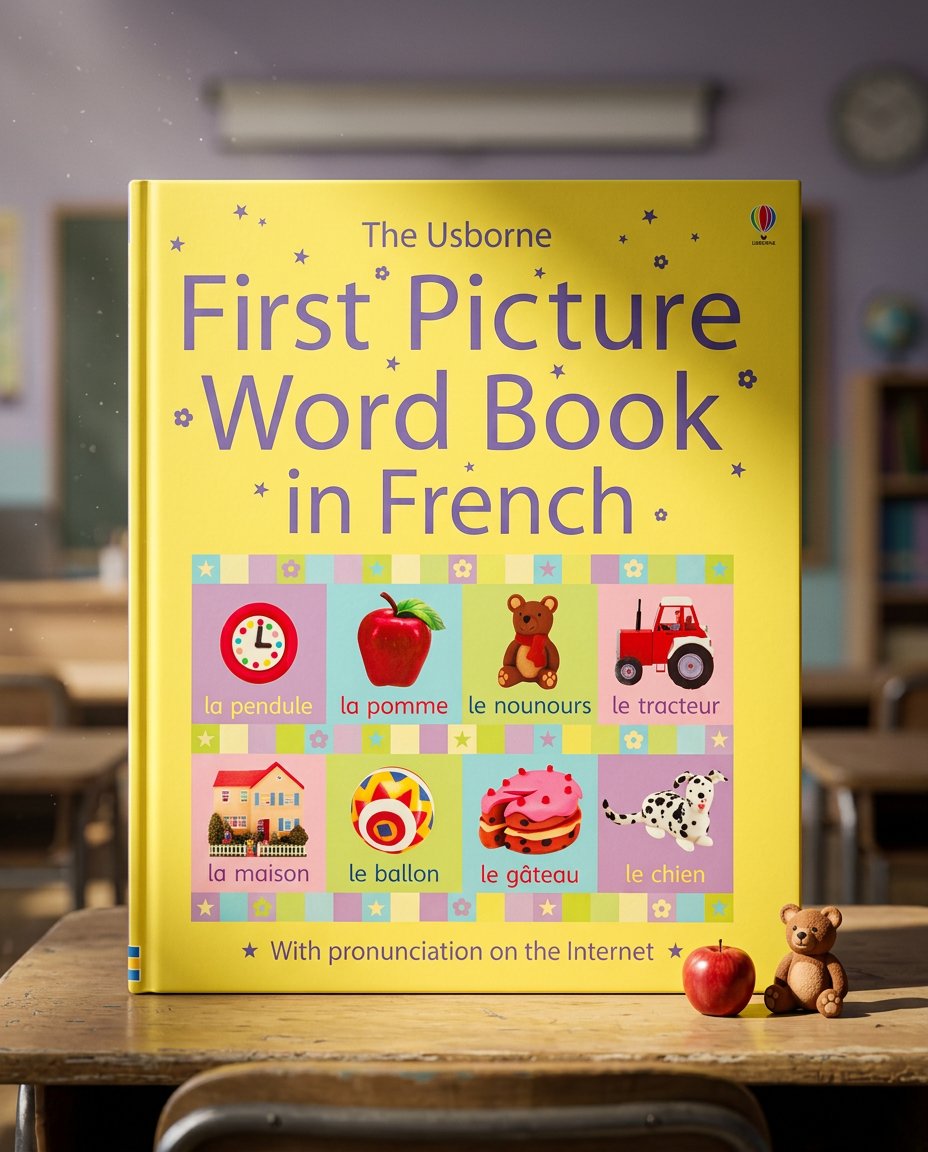 The Usborne
First Picture
Word Book
in French
USBORNE
la pendule
la pomme
le nounours
le tracteur
la maison
le ballon
le gâteau
le chien
With pronunciation on the Internet